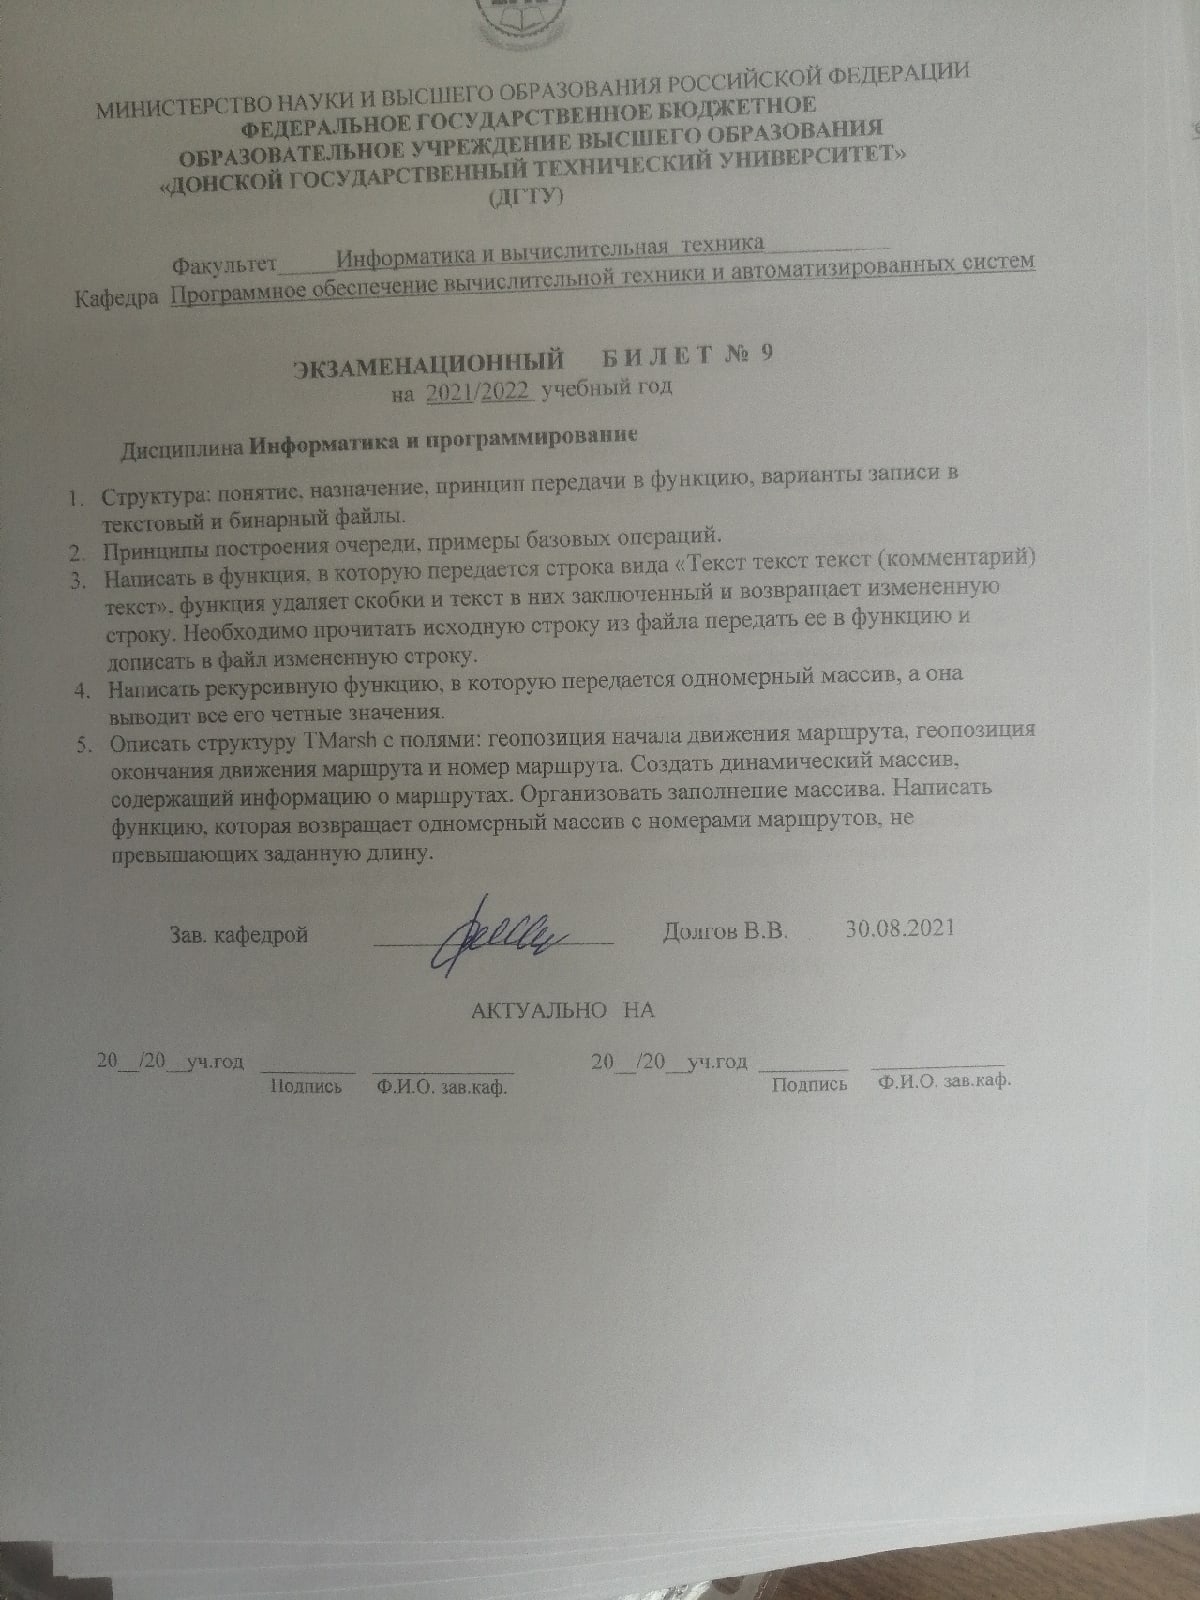 МИНИСТЕРСТВО НАУКИ И ВЫСШЕГО ОБРАЗОВАНИЯ РОССИЙСКОЙ ФЕДЕРАЦИИ
ФЕДЕРАЛЬНОЕ ГОСУДАРСТВЕННОЕ БЮДЖЕТНОЕ
ОБРАЗОВАТЕЛЬНОЕ УЧРЕЖДЕНИЕ ВЫСШЕГО ОБРАЗОВАНИЯ
«ДОНСКОЙ ГОСУДАРСТВЕННЫЙ ТЕХНИЧЕСКИЙ УНИВЕРСИТЕТ»
(ДГТУ)
Факультет_____Информатика и вычислительная техника___________
Кафедра Программное обеспечение вычислительной техники и автоматизированных систем
ЭКЗАМЕНАЦИОННЫЙ Б И Л Е Т № 9
на 2021/2022 учебный год
Дисциплина Информатика и программирование
1. Структура: понятие, назначение, принцип передачи в функцию, варианты записи в
текстовый и бинарный файлы.
2. Принципы построения очереди, примеры базовых операций.
3. Написать в функция, в которую передается строка вида «Текст текст текст (комментарий)
текст», функция удаляет скобки и текст в них заключенный и возвращает измененную
строку. Необходимо прочитать исходную строку из файла передать ее в функцию и
дописать в файл измененную строку.
4. Написать рекурсивную функцию, в которую передается одномерный массив, а она
выводит все его четные значения.
5. Описать структуру TMarsh с полями: геопозиция начала движения маршрута, геопозиция
окончания движения маршрута и номер маршрута. Создать динамический массив,
содержащий информацию о маршрутах. Организовать заполнение массива. Написать
функцию, которая возвращает одномерный массив с номерами маршрутов, не
превышающих заданную длину.
Зав. кафедрой Долгов В.В. 30.08.2021
АКТУАЛЬНО НА
20__/20__уч.год _________ _____________ 20__/20__уч.год _________ _____________
Подпись Ф.И.О. зав.каф. Подпись Ф.И.О. зав.каф.